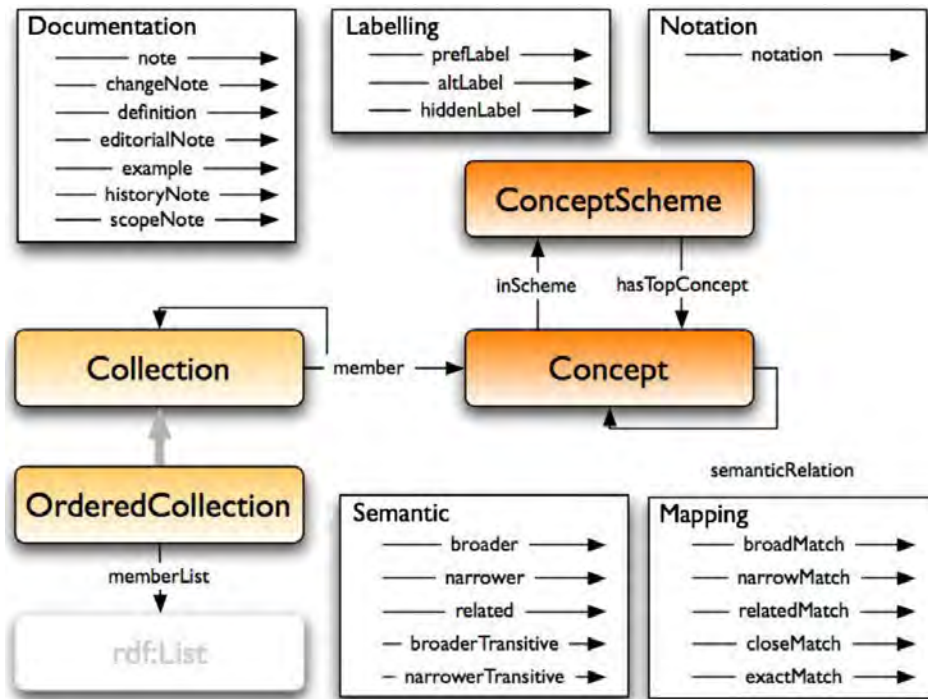 Documentation
note
changeNote
definition
editorialNote
example
historyNote
scopeNote
Labelling
prefLabel
altLabel
hiddenLabel
Notation
notation
ConceptScheme
inScheme
hasTopConcept
Collection
member
Concept
OrderedCollection
memberList
rdf:List
semanticRelation
Semantic
broader
narrower
related
broaderTransitive
narrowerTransitive
Mapping
broadMatch
narrowMatch
relatedMatch
closeMatch
exactMatch